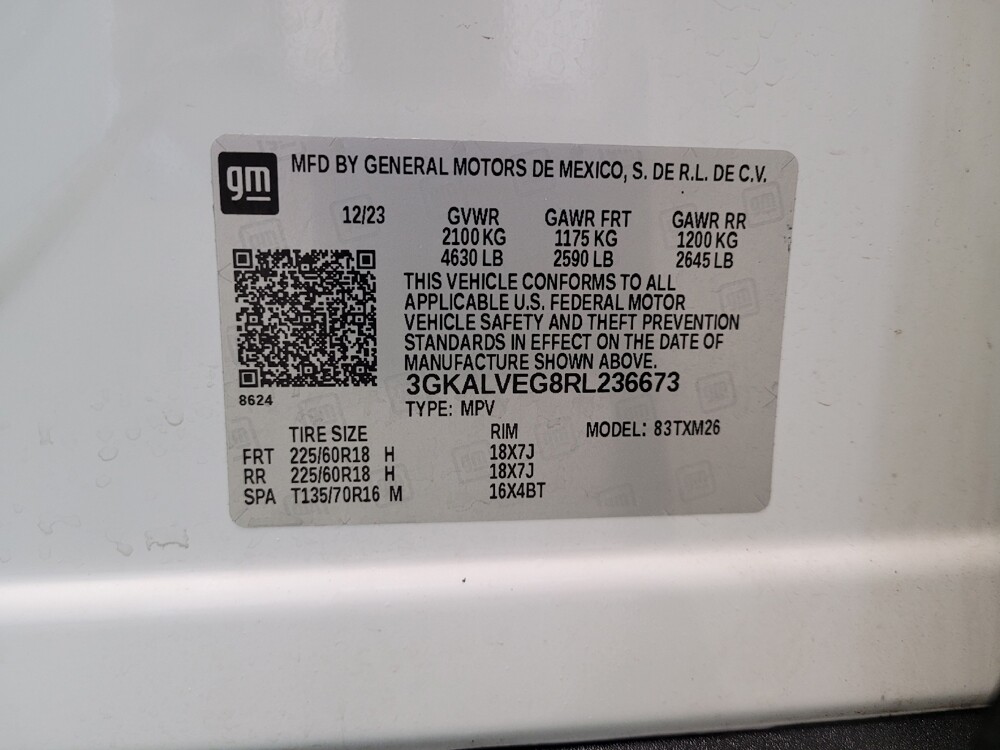 gm MFD BY GENERAL MOTORS DE MEXICO, S. DE R.L. DE C.V.
12/23 GVWR GAWR FRT GAWR RR
2100 KG 1175 KG 1200 KG
4630 LB 2590 LB 2645 LB
THIS VEHICLE CONFORMS TO ALL
APPLICABLE U.S. FEDERAL MOTOR
VEHICLE SAFETY AND THEFT PREVENTION
STANDARDS IN EFFECT ON THE DATE OF
MANUFACTURE SHOWN ABOVE.
3GKALVEG8RL236673
8624
TYPE: MPV
TIRE SIZE RIM MODEL: 83TXM26
FRT 225/60R18 H 18X7J
RR 225/60R18 H 18X7J
SPA T135/70R16 M 16X4BT